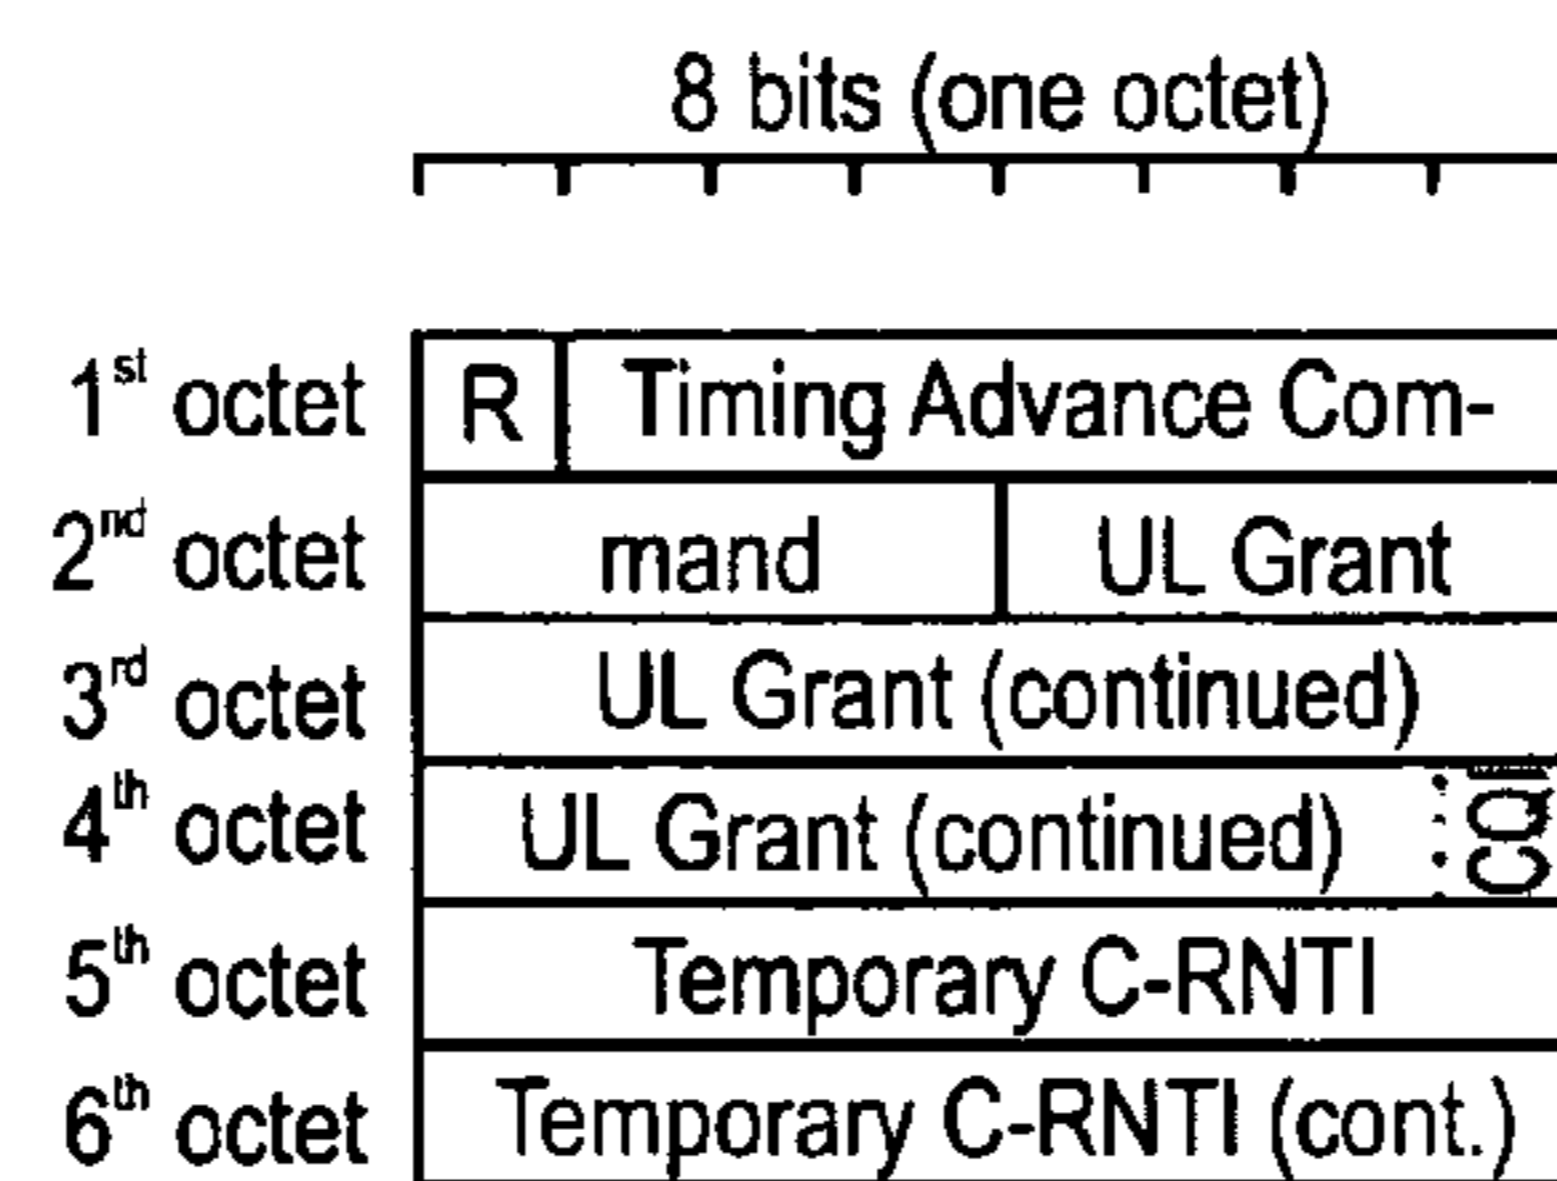 8 bits (one octet)
1st octet R Timing Advance Com-
2nd octet mand UL Grant
3rd octet UL Grant (continued)
4th octet UL Grant (continued) CQI
5th octet Temporary C-RNTI
6th octet Temporary C-RNTI (cont.)